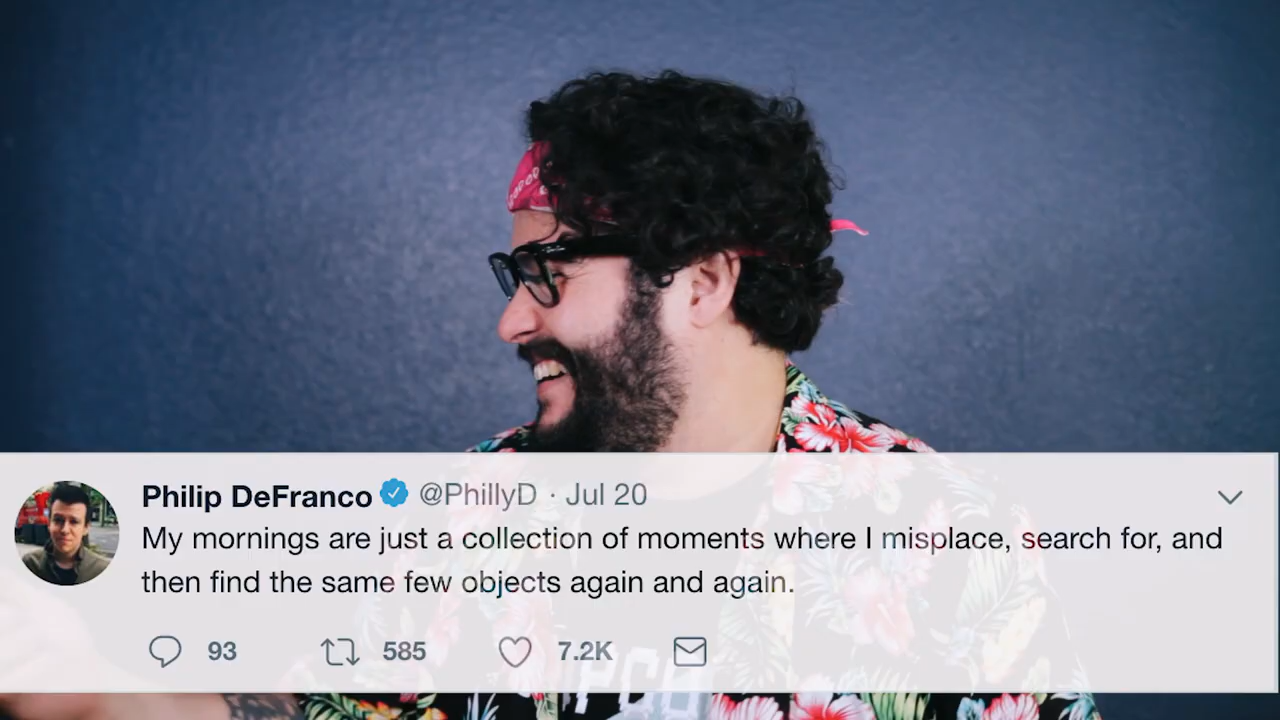 Philip DeFranco @PhillyD · Jul 20
My mornings are just a collection of moments where I misplace, search for, and
then find the same few objects again and again.
93 585 7.2K